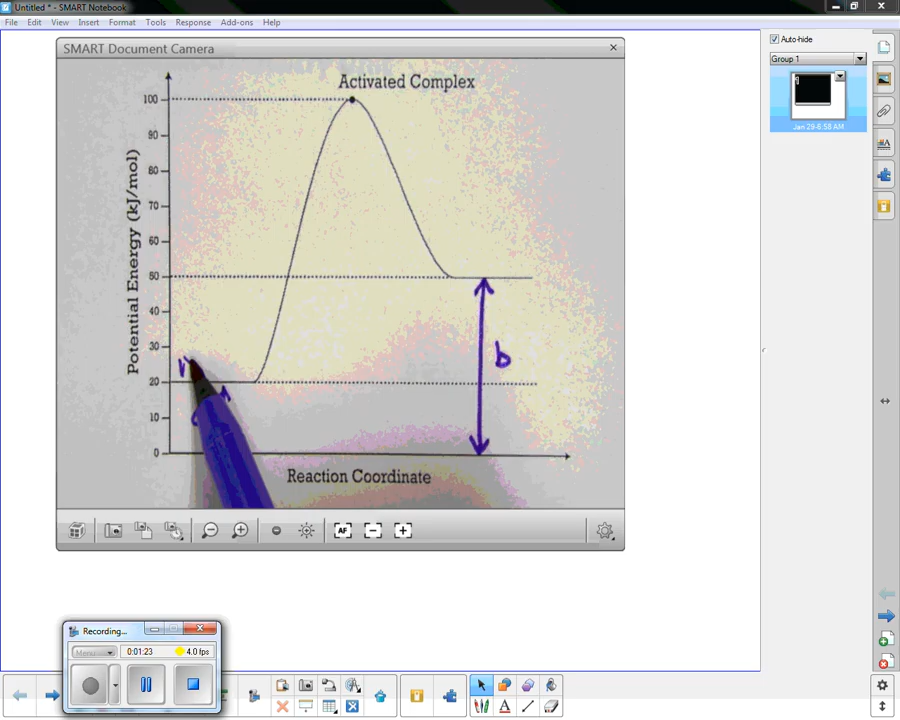 Untitled * - SMART Notebook
File Edit View Insert Format Tools Response Add-ons Help
SMART Document Camera
Auto-hide
Group 1
Jan 29-8:58 AM
Activated Complex
100
90
80
70
60
50
40
30
20
10
0
Potential Energy (kJ/mol)
b
Reaction Coordinate
AF
Recording...
Menu
0:01:23
4.0 fps
A